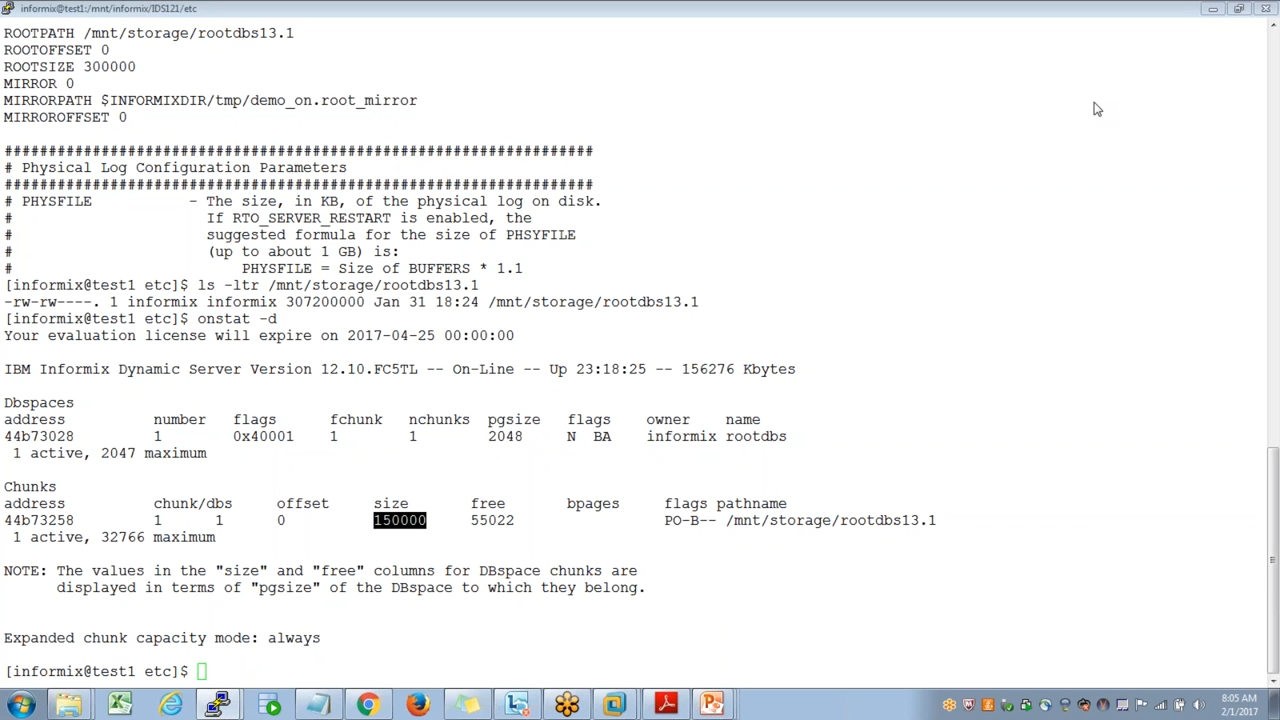 informix@test1:/mnt/informix/IDS121/etc
ROOTPATH /mnt/storage/rootdbs13.1
ROOTOFFSET 0
ROOTSIZE 300000
MIRROR 0
MIRRORPATH $INFORMIXDIR/tmp/demo_on.root_mirror
MIRROROFFSET 0
###################################################################
# Physical Log Configuration Parameters
###################################################################
# PHYSFILE - The size, in KB, of the physical log on disk.
# If RTO_SERVER_RESTART is enabled, the
# suggested formula for the size of PHSYFILE
# (up to about 1 GB) is:
# PHYSFILE = Size of BUFFERS * 1.1
[informix@test1 etc]$ ls -ltr /mnt/storage/rootdbs13.1
-rw-rw----. 1 informix informix 307200000 Jan 31 18:24 /mnt/storage/rootdbs13.1
[informix@test1 etc]$ onstat -d
Your evaluation license will expire on 2017-04-25 00:00:00
IBM Informix Dynamic Server Version 12.10.FC5TL -- On-Line -- Up 23:18:25 -- 156276 Kbytes
Dbspaces
address number flags fchunk nchunks pgsize flags owner name
44b73028 1 0x40001 1 1 2048 N BA informix rootdbs
1 active, 2047 maximum
Chunks
address chunk/dbs offset size free bpages flags pathname
44b73258 1 1 0 150000 55022 PO-B-- /mnt/storage/rootdbs13.1
1 active, 32766 maximum
NOTE: The values in the "size" and "free" columns for DBspace chunks are
displayed in terms of "pgsize" of the DBspace to which they belong.
Expanded chunk capacity mode: always
[informix@test1 etc]$
8:05 AM
2/1/2017